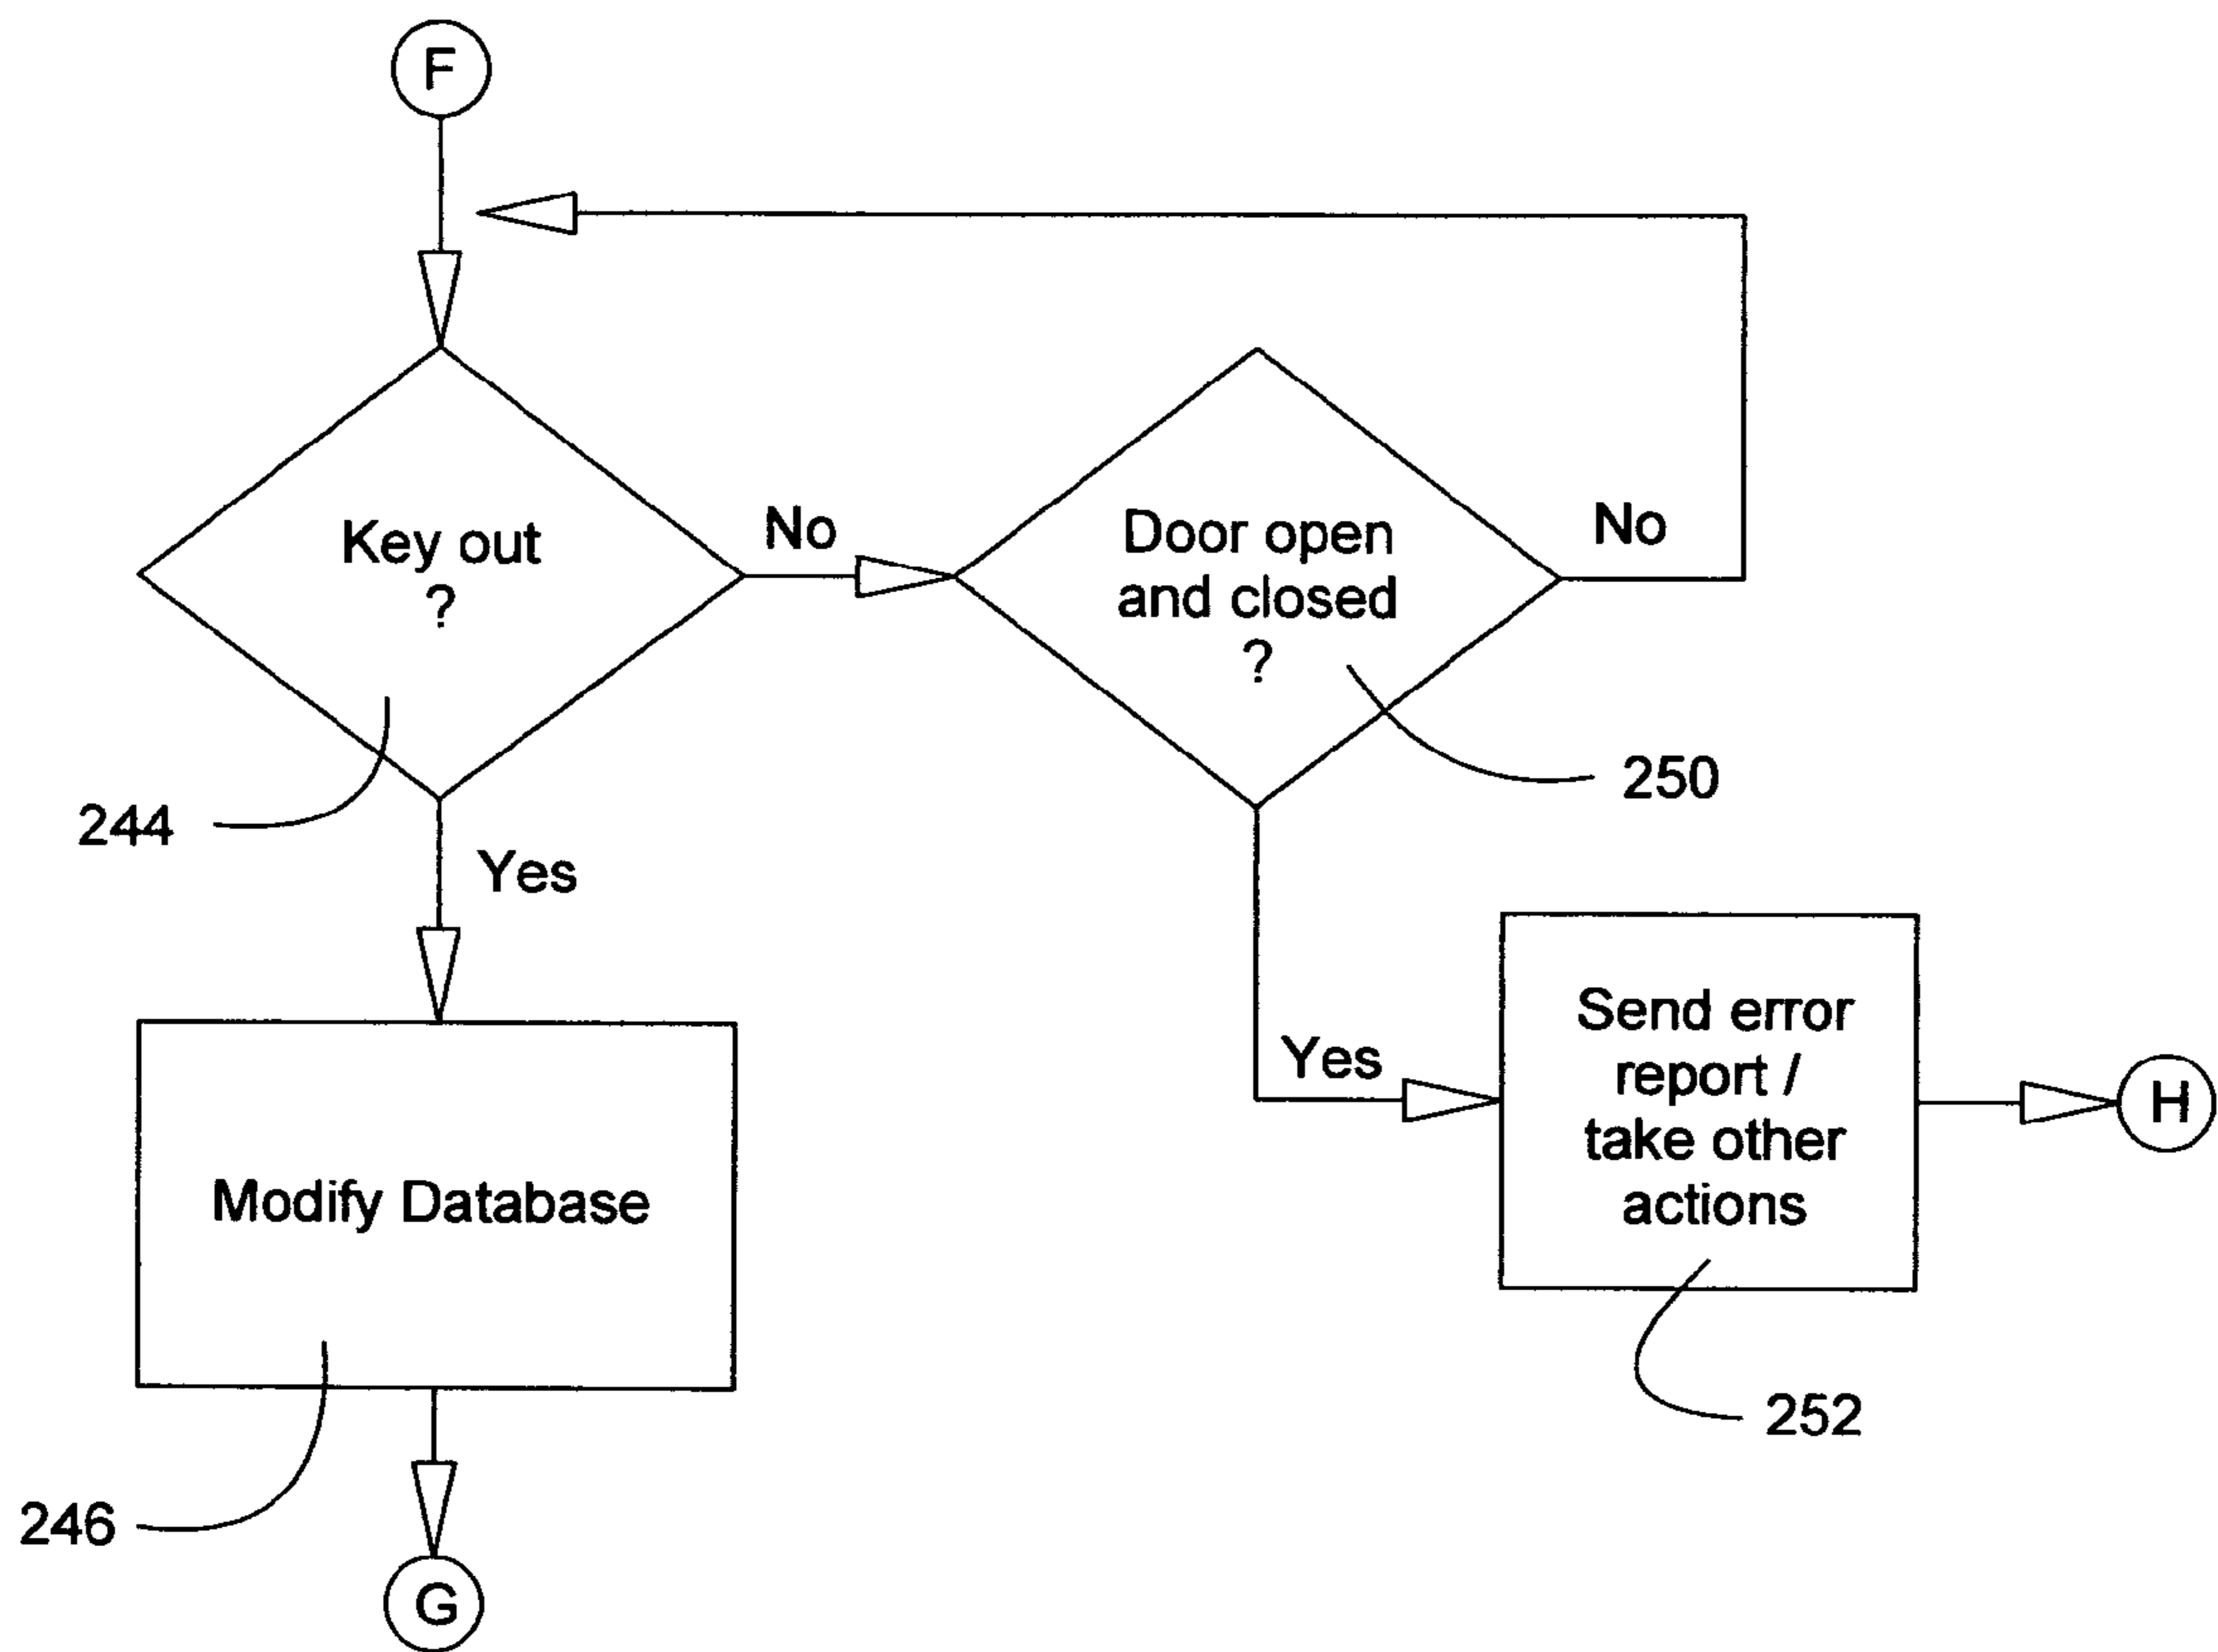 F
Key out
?
No
Door open
and closed
?
No
244
250
Yes
Modify Database
Yes
Send error
report /
take other
actions
H
246
252
G